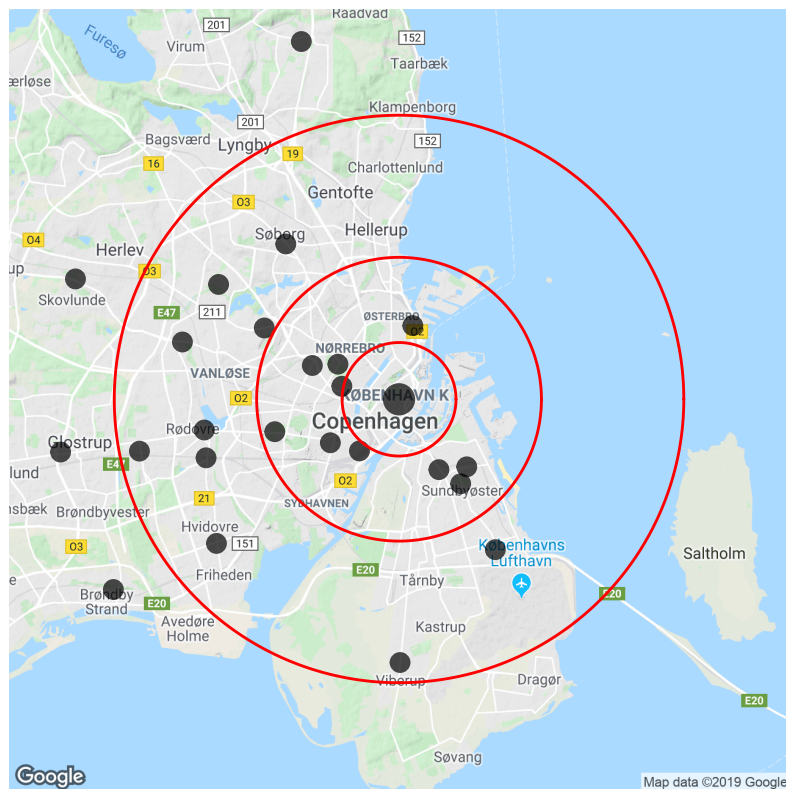 Raadvad
201
152
Furesø
Virum
Taarbæk
ærløse
Klampenborg
201
Bagsværd
Lyngby
152
19
16
Charlottenlund
Gentofte
O3
Hellerup
Søborg
O4
Herlev
up
O3
Skovlunde
E47
211
ØSTERBRO
O2
NØRREBRO
VANLØSE
KØBENHAVN K
O2
Copenhagen
Rødovre
Glostrup
E47
lund
O2
Sundbyøster
21
SYDHAVNEN
nsbæk
Brøndbyvester
Hvidovre
O3
151
Københavns
Lufthavn
Saltholm
Friheden
E20
Tårnby
E20
Brøndby
Strand
E20
Avedøre
Holme
Kastrup
Viberup
Dragør
E20
Søvang
Google
Map data ©2019 Google